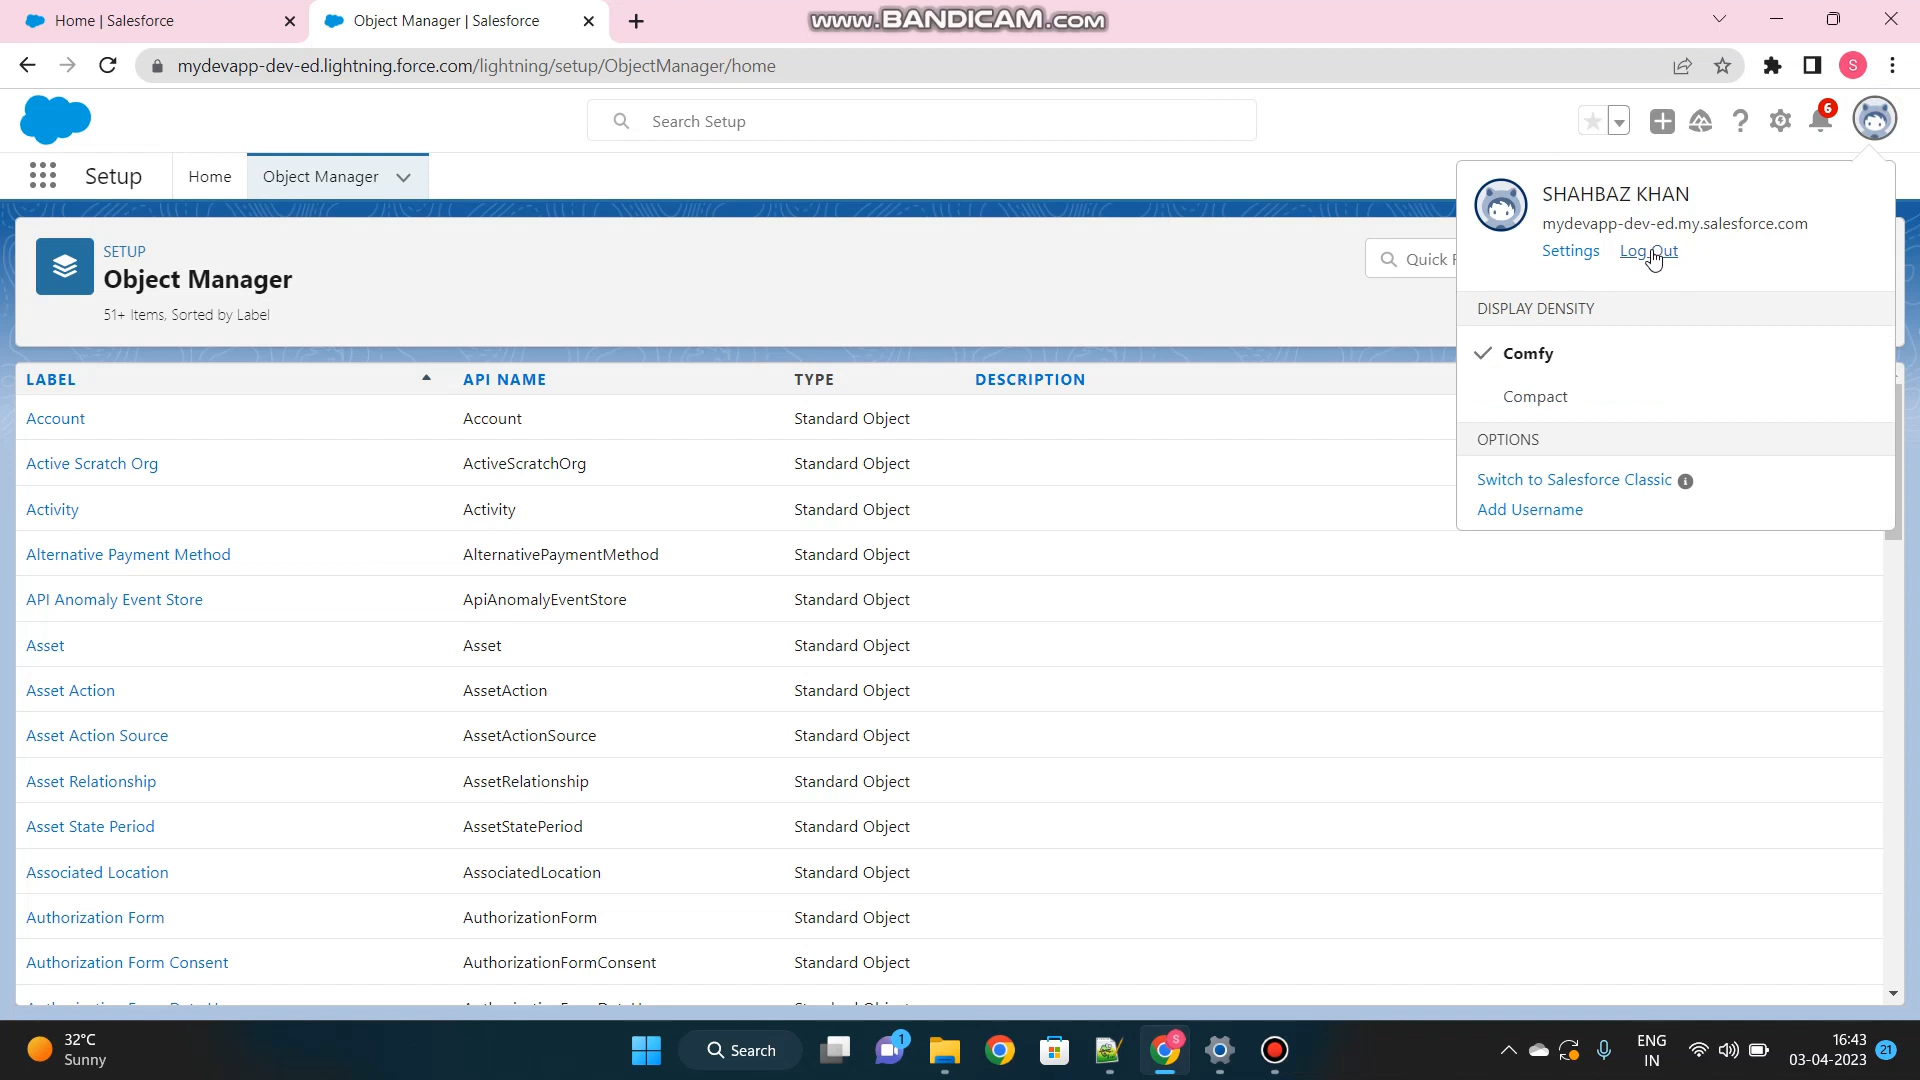 Home | Salesforce
Object Manager | Salesforce
www.BANDICAM.com
mydevapp-dev-ed.lightning.force.com/lightning/setup/ObjectManager/home
S
Search Setup
6
Setup
Home
Object Manager
SHAHBAZ KHAN
mydevapp-dev-ed.my.salesforce.com
Settings
Log Out
SETUP
Object Manager
51+ Items, Sorted by Label
Quick
DISPLAY DENSITY
Comfy
Compact
OPTIONS
Switch to Salesforce Classic
Add Username
LABEL API NAME TYPE DESCRIPTION
Account Account Standard Object
Active Scratch Org ActiveScratchOrg Standard Object
Activity Activity Standard Object
Alternative Payment Method AlternativePaymentMethod Standard Object
API Anomaly Event Store ApiAnomalyEventStore Standard Object
Asset Asset Standard Object
Asset Action AssetAction Standard Object
Asset Action Source AssetActionSource Standard Object
Asset Relationship AssetRelationship Standard Object
Asset State Period AssetStatePeriod Standard Object
Associated Location AssociatedLocation Standard Object
Authorization Form AuthorizationForm Standard Object
Authorization Form Consent AuthorizationFormConsent Standard Object
32°C
Sunny
Search
1
S
ENG
IN
16:43
03-04-2023
21